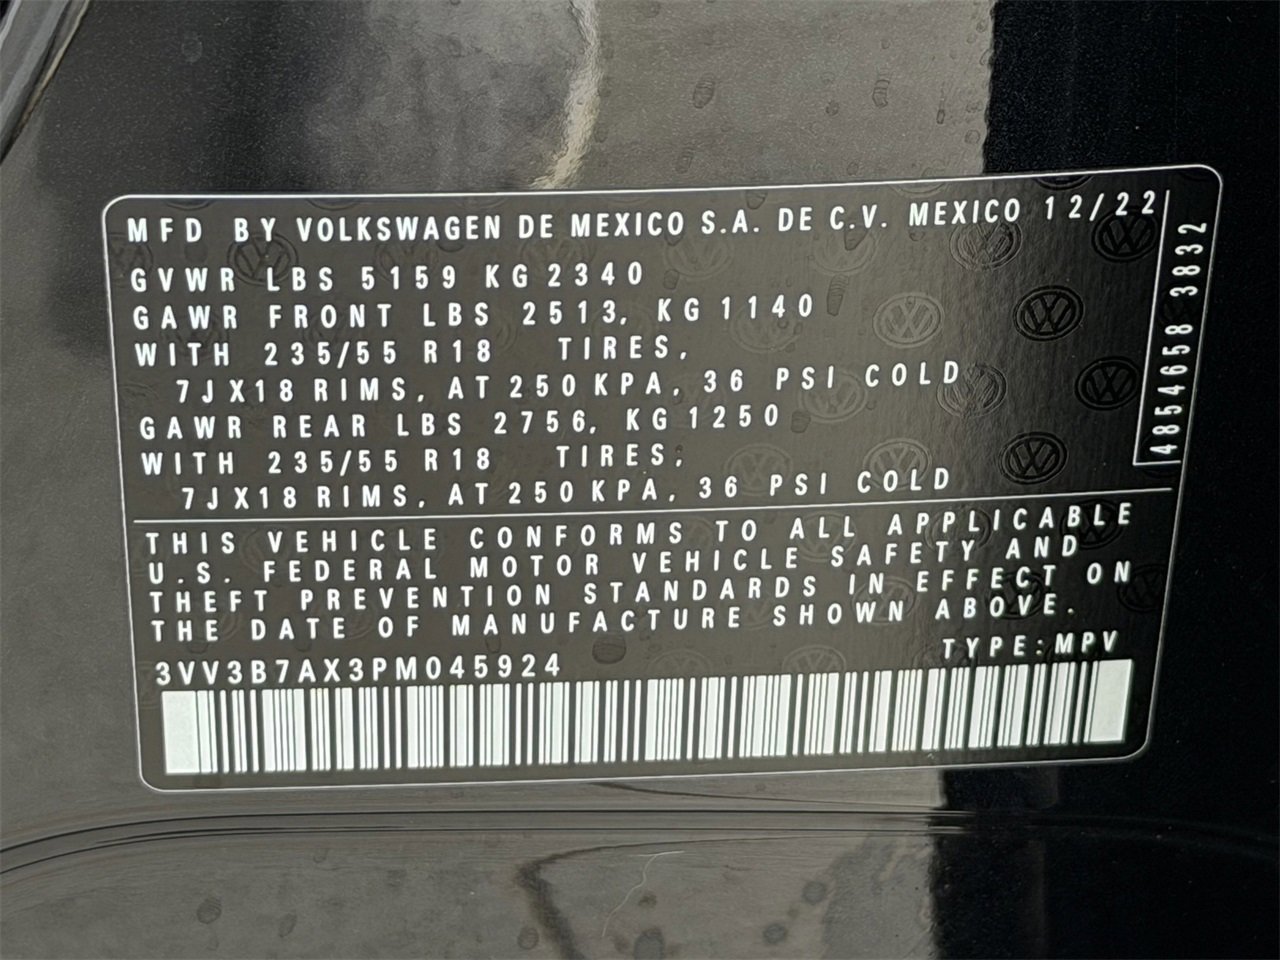 MFD BY VOLKSWAGEN DE MEXICO S.A. DE C.V. MEXICO 12/22
GVWR LBS 5159 KG 2340
GAWR FRONT LBS 2513, KG 1140
WITH 235/55 R18 TIRES,
7JX18 RIMS, AT 250 KPA, 36 PSI COLD
GAWR REAR LBS 2756, KG 1250
WITH 235/55 R18 TIRES,
7JX18 RIMS, AT 250 KPA, 36 PSI COLD
4854658 3832
THIS VEHICLE CONFORMS TO ALL APPLICABLE
U.S. FEDERAL MOTOR VEHICLE SAFETY AND
THEFT PREVENTION STANDARDS IN EFFECT ON
THE DATE OF MANUFACTURE SHOWN ABOVE.
TYPE: MPV
3VV3B7AX3PM045924